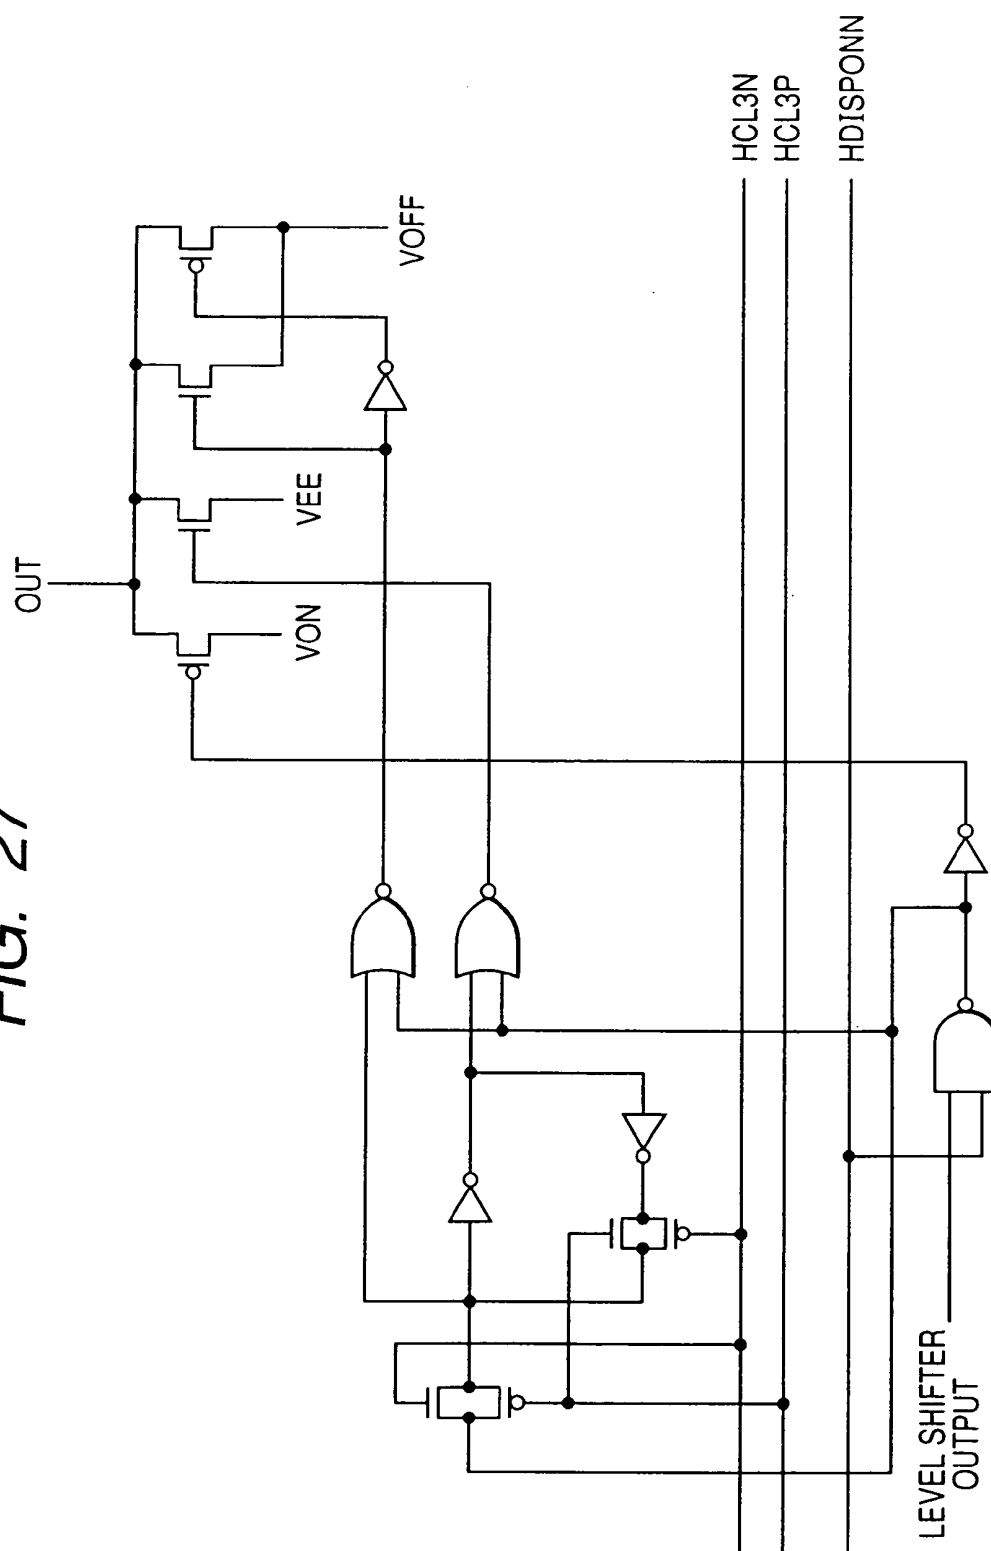 FIG. 27
OUT
VON
VEE
VOFF
HCL3N
HCL3P
HDISPONN
LEVEL SHIFTER
OUTPUT